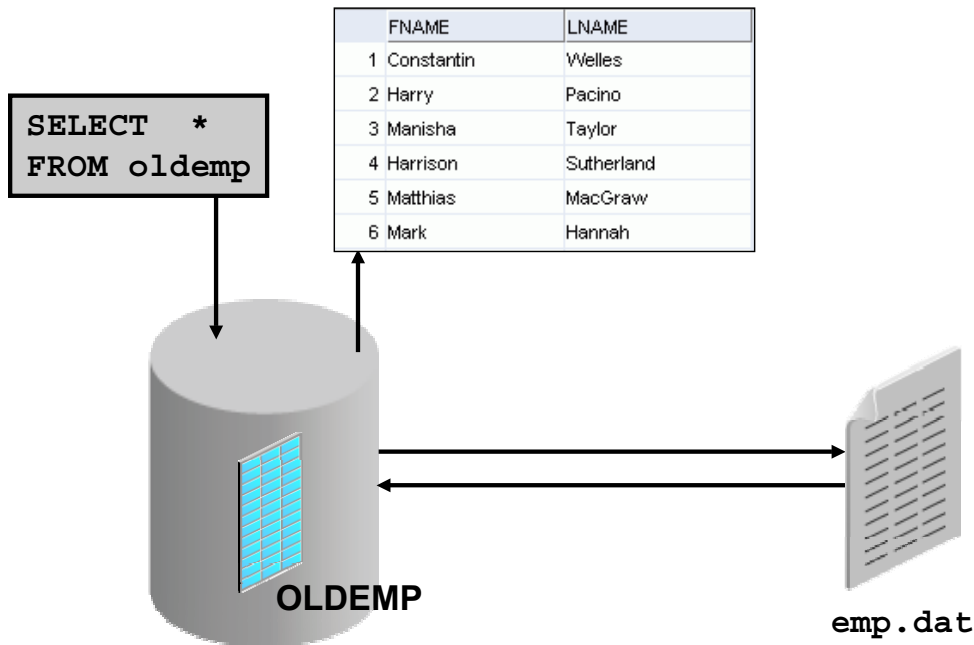 FNAME LNAME
1 Constantin Welles
2 Harry Pacino
3 Manisha Taylor
4 Harrison Sutherland
5 Matthias MacGraw
6 Mark Hannah
SELECT *
FROM oldemp
OLDEMP
emp.dat